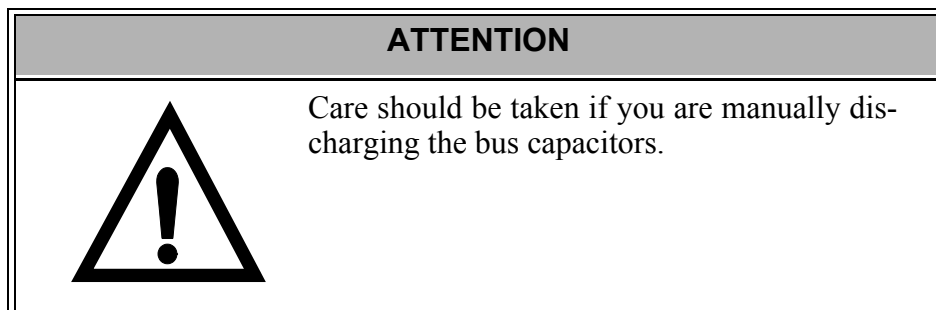 ATTENTION
Care should be taken if you are manually dis-
charging the bus capacitors.